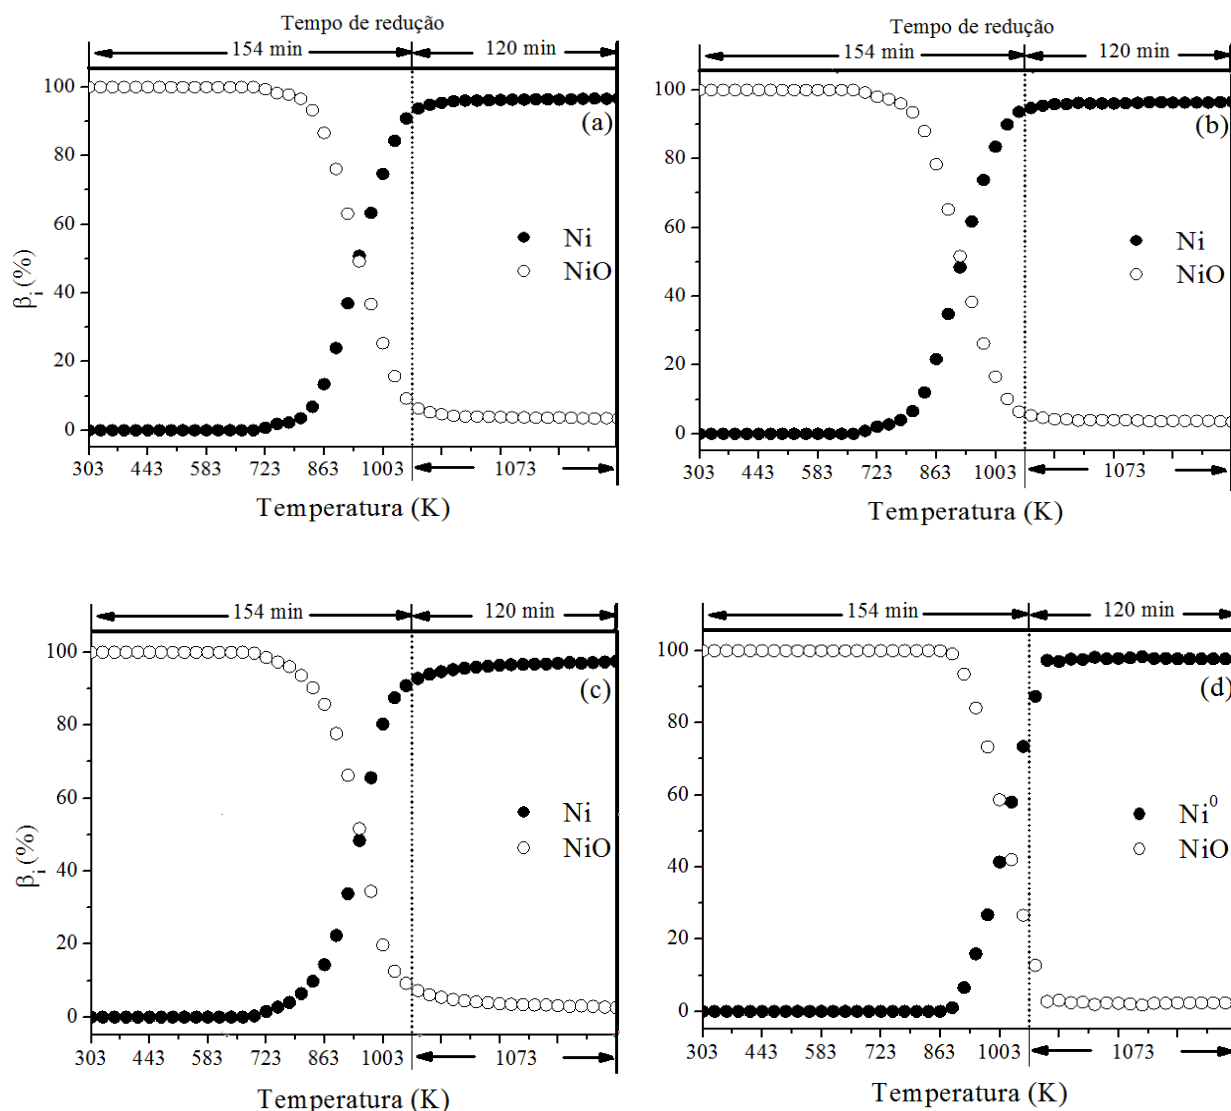 Tempo de redução
154 min 120 min
100
80
60
40
20
0
β_i (%)
(a)
Ni
NiO
303 443 583 723 863 1003 1073
Temperatura (K)
Tempo de redução
154 min 120 min
100
80
60
40
20
0
(b)
Ni
NiO
303 443 583 723 863 1003 1073
Temperatura (K)
154 min 120 min
100
80
60
40
20
0
β_i (%)
(c)
Ni
NiO
303 443 583 723 863 1003 1073
Temperatura (K)
154 min 120 min
100
80
60
40
20
0
(d)
Ni⁰
NiO
303 443 583 723 863 1003 1073
Temperatura (K)